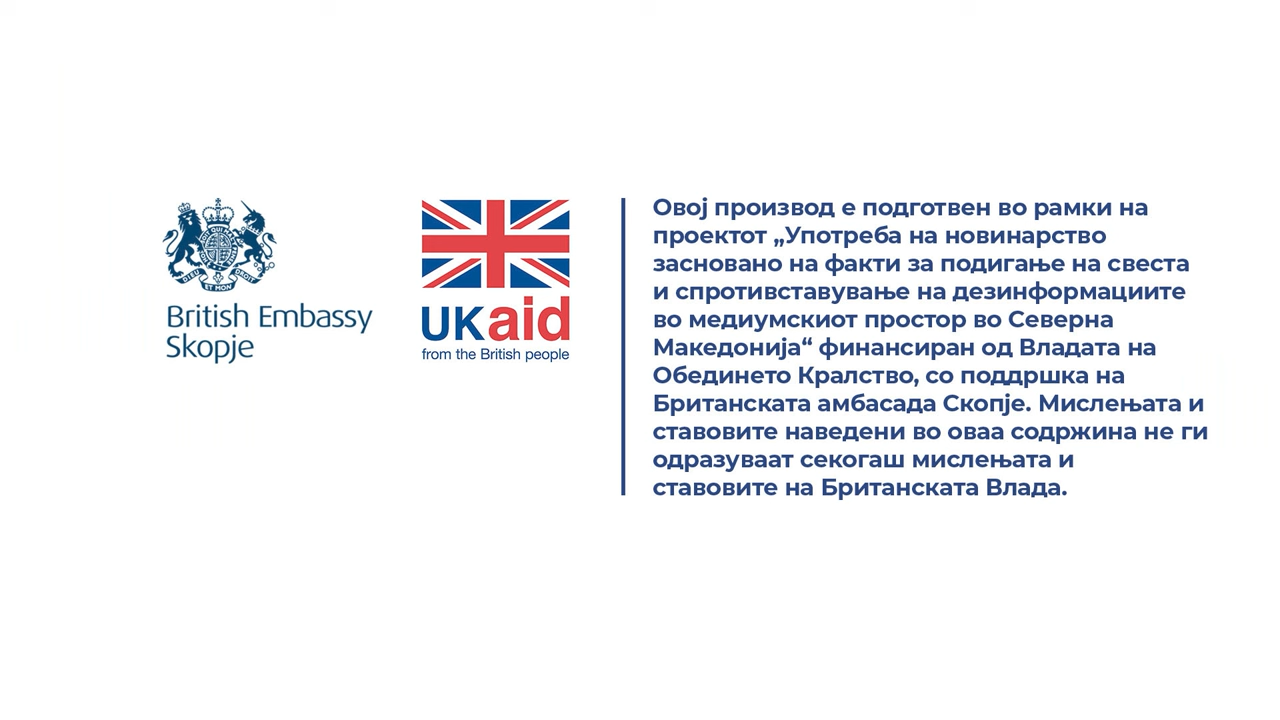 British Embassy
Skopje
UKaid
from the British people
Овој производ е подготвен во рамки на
проектот „Употреба на новинарство
засновано на факти за подигање на свеста
и спротивставување на дезинформациите
во медиумскиот простор во Северна
Македонија“ финансиран од Владата на
Обединето Кралство, со поддршка на
Британската амбасада Скопје. Мислењата и
ставовите наведени во оваа содржина не ги
одразуваат секогаш мислењата и
ставовите на Британската Влада.